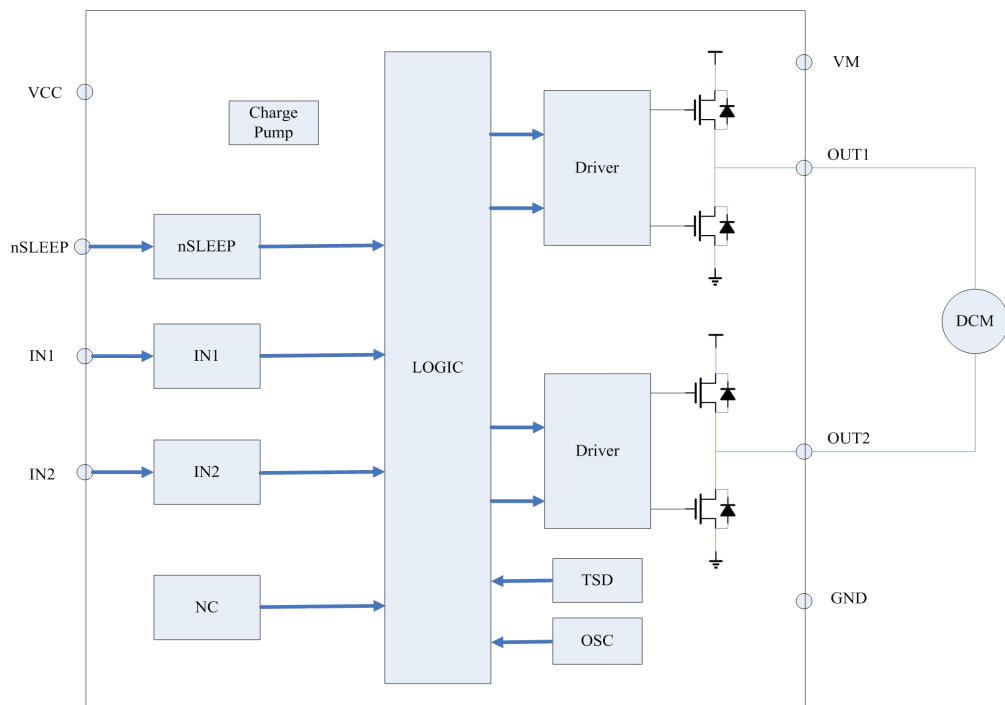 VCC
nSLEEP
IN1
IN2
Charge
Pump
nSLEEP
IN1
IN2
NC
LOGIC
Driver
Driver
TSD
OSC
VM
OUT1
DCM
OUT2
GND